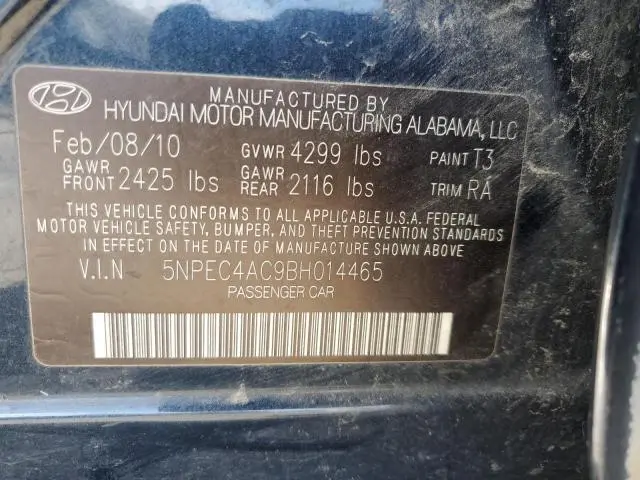 MANUFACTURED BY
HYUNDAI MOTOR MANUFACTURING ALABAMA, LLC
Feb/08/10 GVWR 4299 lbs PAINT T3
GAWR FRONT 2425 lbs GAWR REAR 2116 lbs TRIM RA
THIS VEHICLE CONFORMS TO ALL APPLICABLE U.S.A. FEDERAL
MOTOR VEHICLE SAFETY, BUMPER, AND THEFT PREVENTION STANDARDS
IN EFFECT ON THE DATE OF MANUFACTURE SHOWN ABOVE.
V.I.N 5NPEC4AC9BH014465
PASSENGER CAR